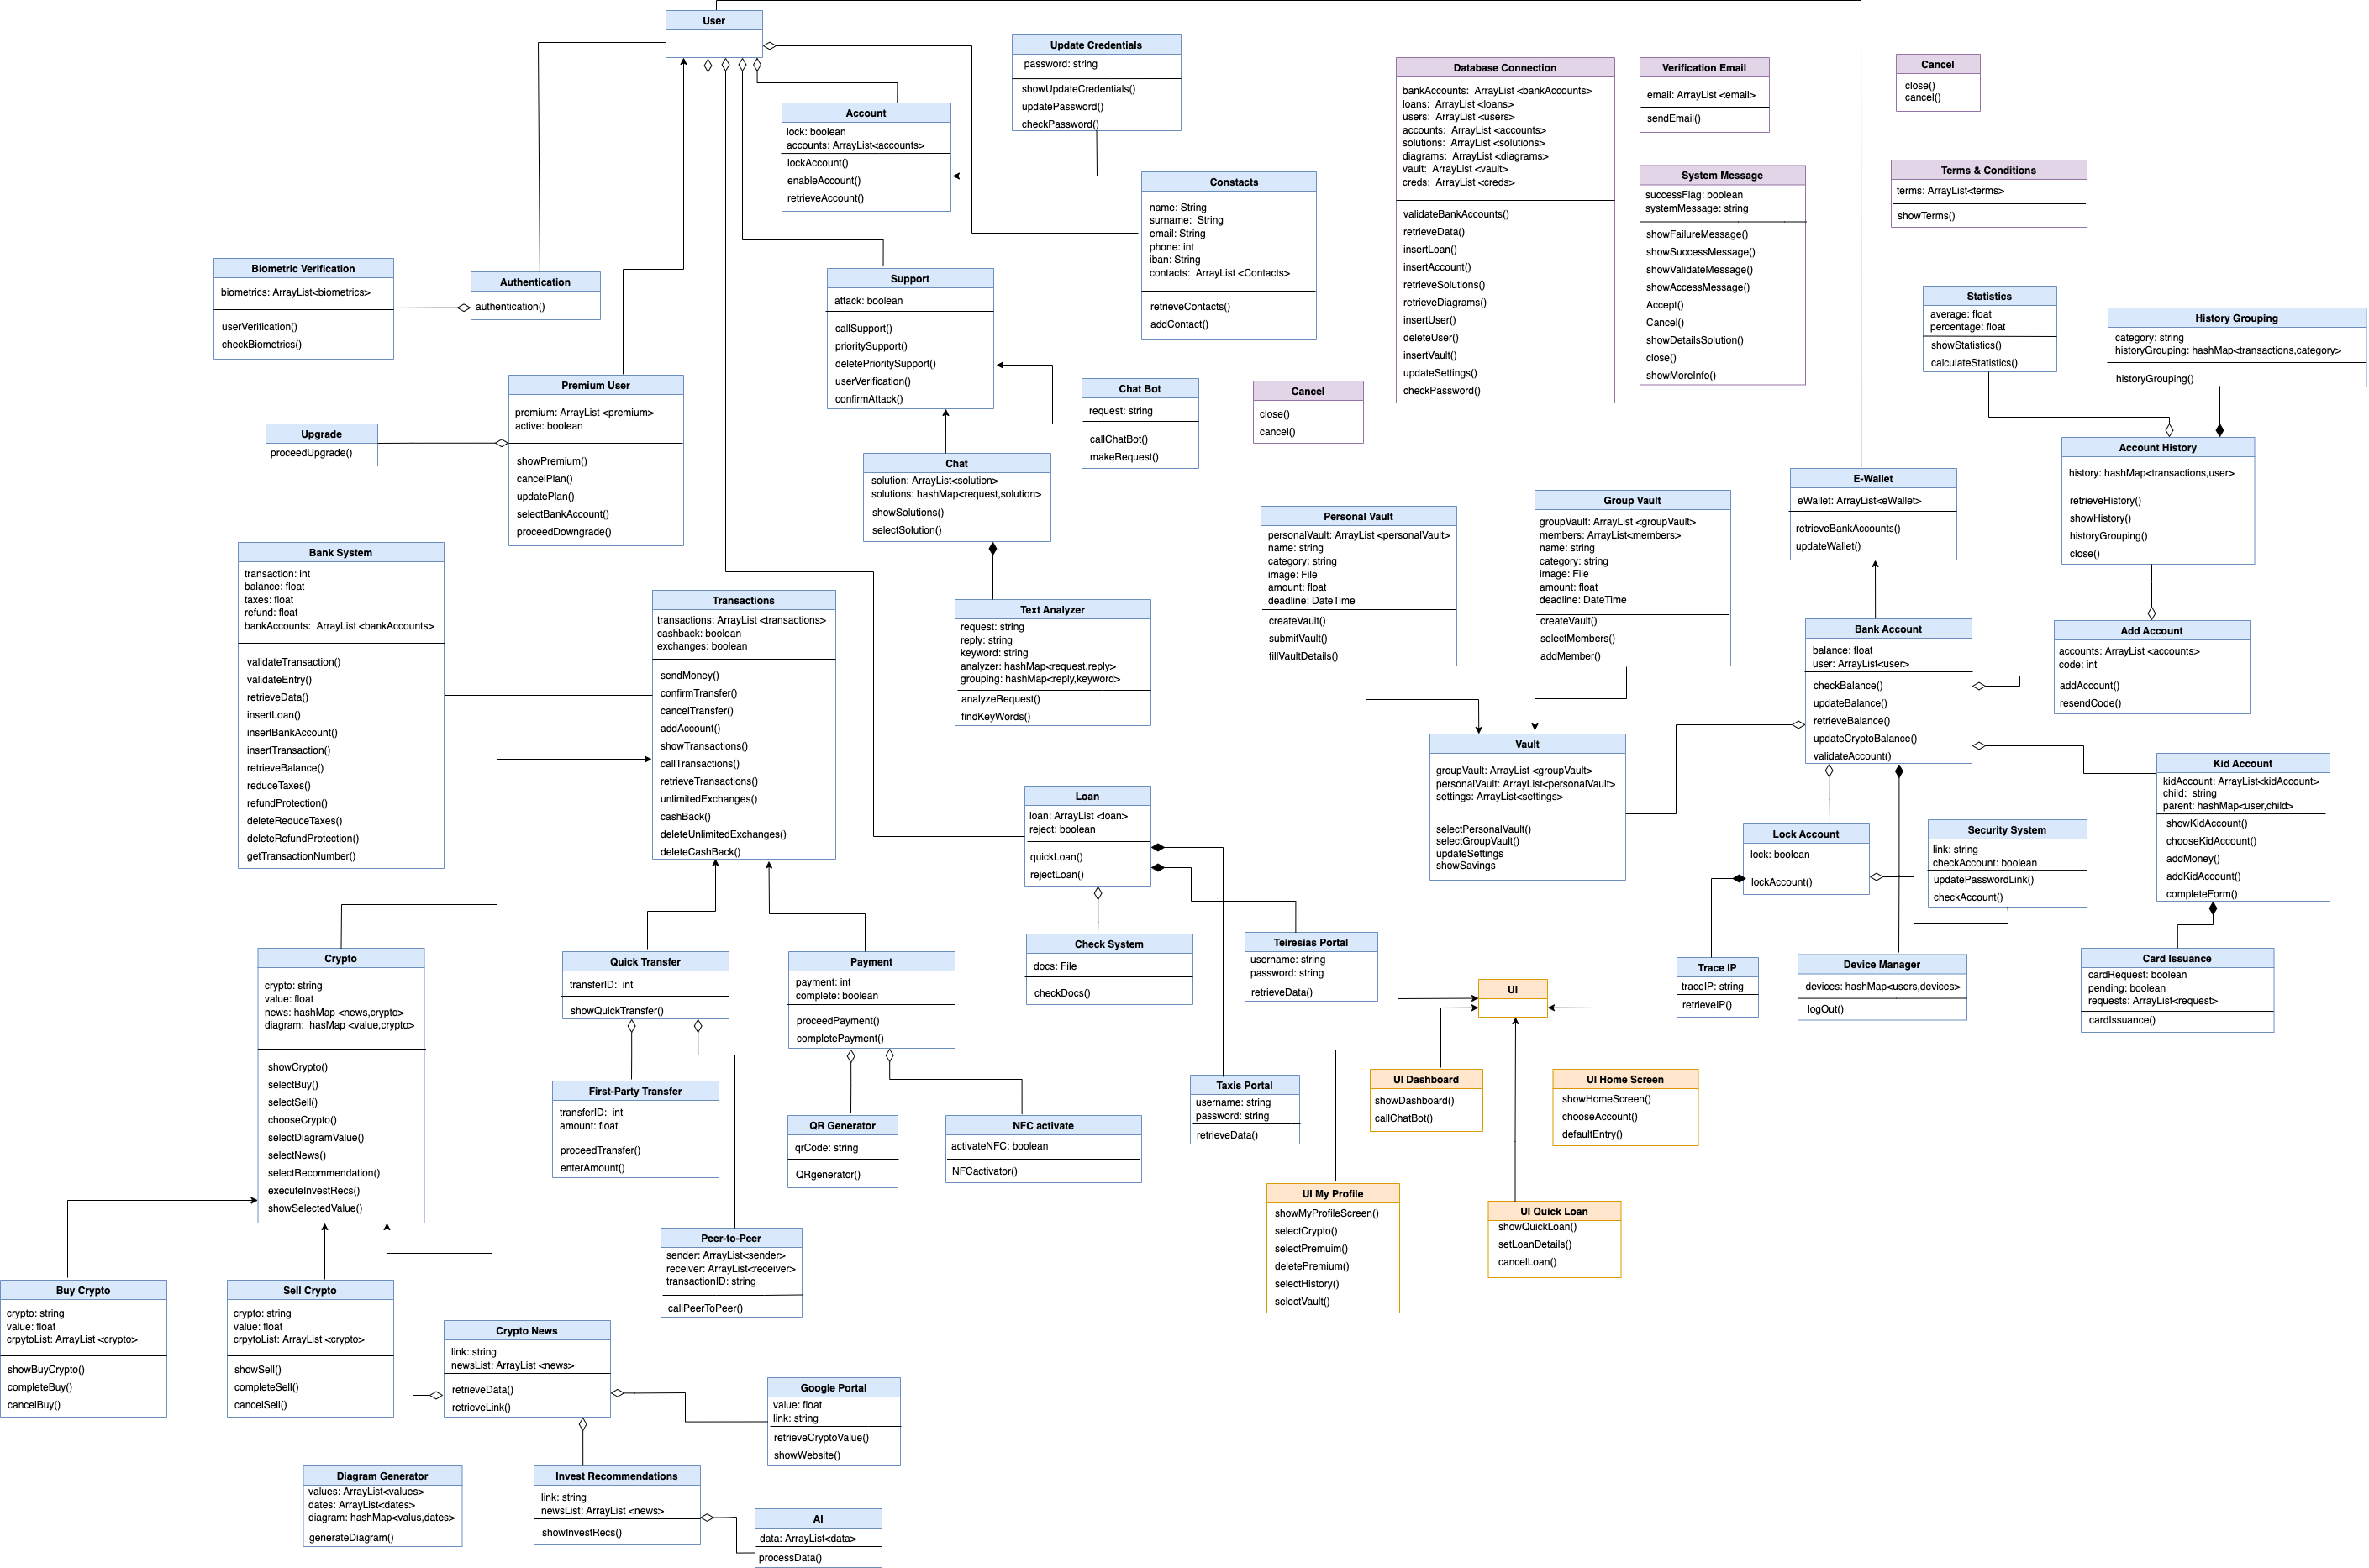 User
Update Credentials
password: string
showUpdateCredentials()
updatePassword()
checkPassword()
Account
lock: boolean
accounts: ArrayList<accounts>
lockAccount()
enableAccount()
retrieveAccount()
Constacts
name: String
surname:  String
email: String
phone: int
iban: String
contacts:  ArrayList <Contacts>
retrieveContacts()
addContact()
Database Connection
bankAccounts:  ArrayList <bankAccounts>
loans:  ArrayList <loans>
users:  ArrayList <users>
accounts:  ArrayList <accounts>
solutions: ArrayList <solutions>
diagrams:  ArrayList <diagrams>
vault: ArrayList <vault>
creds:  ArrayList <creds>
validateBankAccounts()
retrieveData()
insertLoan()
insertAccount()
retrieveSolutions()
retrieveDiagrams()
insertUser()
deleteUser()
insertVault()
updateSettings()
checkPassword()
Verification Email
email: ArrayList <email>
sendEmail()
Cancel
close()
cancel()
System Message
successFlag: boolean
systemMessage: string
showFailureMessage()
showSuccessMessage()
showValidateMessage()
showAccessMessage()
Accept()
Cancel()
showDetailsSolution()
close()
showMoreInfo()
Terms & Conditions
terms: ArrayList<terms>
showTerms()
Biometric Verification
biometrics: ArrayList<biometrics>
userVerification()
checkBiometrics()
Authentication
authentication()
Support
attack: boolean
callSupport()
prioritySupport()
deletePrioritySupport()
userVerification()
confirmAttack()
Statistics
average: float
percentage: float
showStatistics()
calculateStatistics()
History Grouping
category: string
historyGrouping: hashMap<transactions,category>
historyGrouping()
Premium User
premium: ArrayList <premium>
active: boolean
showPremium()
cancelPlan()
updatePlan()
selectBankAccount()
proceedDowngrade()
Upgrade
proceedUpgrade()
Chat Bot
request: string
callChatBot()
makeRequest()
Cancel
close()
cancel()
Chat
solution: ArrayList<solution>
solutions: hashMap<request,solution>
showSolutions()
selectSolution()
Account History
history: hashMap<transactions,user>
retrieveHistory()
showHistory()
historyGrouping()
close()
E-Wallet
eWallet: ArrayList<eWallet>
retrieveBankAccounts()
updateWallet()
Personal Vault
personalVault: ArrayList <personalVault>
name: string
category: string
image: File
amount: float
deadline: DateTime
createVault()
submitVault()
fillVaultDetails()
Group Vault
groupVault: ArrayList <groupVault>
members: ArrayList<members>
name: string
category: string
image: File
amount: float
deadline: DateTime
createVault()
selectMembers()
addMember()
Bank System
transaction: int
balance: float
taxes: float
refund: float
bankAccounts:  ArrayList <bankAccounts>
validateTransaction()
validateEntry()
retrieveData()
insertLoan()
insertBankAccount()
insertTransaction()
retrieveBalance()
reduceTaxes()
refundProtection()
deleteReduceTaxes()
deleteRefundProtection()
getTransactionNumber()
Transactions
transactions: ArrayList <transactions>
cashback: boolean
exchanges: boolean
sendMoney()
confirmTransfer()
cancelTransfer()
addAccount()
showTransactions()
callTransactions()
retrieveTransactions()
unlimitedExchanges()
cashBack()
deleteUnlimitedExchanges()
deleteCashBack()
Text Analyzer
request: string
reply: string
keyword: string
analyzer: hashMap<request,reply>
grouping: hashMap<reply,keyword>
analyzeRequest()
findKeyWords()
Bank Account
balance: float
user: ArrayList<user>
checkBalance()
updateBalance()
retrieveBalance()
updateCryptoBalance()
validateAccount()
Add Account
accounts: ArrayList <accounts>
code: int
addAccount()
resendCode()
Vault
groupVault: ArrayList <groupVault>
personalVault: ArrayList<personalVault>
settings: ArrayList<settings>
selectPersonalVault()
selectGroupVault()
updateSettings
showSavings
Kid Account
kidAccount: ArrayList<kidAccount>
child:  string
parent: hashMap<user,child>
showKidAccount()
chooseKidAccount()
addMoney()
addKidAccount()
completeForm()
Loan
loan: ArrayList <loan>
reject: boolean
quickLoan()
rejectLoan()
Lock Account
lock: boolean
lockAccount()
Security System
link: string
checkAccount: boolean
updatePasswordLink()
checkAccount()
Crypto
crypto: string
value: float
news: hashMap <news,crypto>
diagram:  hasMap <value,crypto>
showCrypto()
selectBuy()
selectSell()
chooseCrypto()
selectDiagramValue()
selectNews()
selectRecommendation()
executeInvestRecs()
showSelectedValue()
Quick Transfer
transferID:  int
showQuickTransfer()
Payment
payment: int
complete: boolean
proceedPayment()
completePayment()
Check System
docs: File
checkDocs()
Teiresias Portal
username: string
password: string
retrieveData()
Trace IP
traceIP: string
retrieveIP()
Device Manager
devices: hashMap<users,devices>
logOut()
Card Issuance
cardRequest: boolean
pending: boolean
requests: ArrayList<request>
cardIssuance()
UI
First-Party Transfer
transferID:  int
amount: float
proceedTransfer()
enterAmount()
QR Generator
qrCode: string
QRgenerator()
NFC activate
activateNFC: boolean
NFCactivator()
Taxis Portal
username: string
password: string
retrieveData()
UI Dashboard
showDashboard()
callChatBot()
UI Home Screen
showHomeScreen()
chooseAccount()
defaultEntry()
UI My Profile
showMyProfileScreen()
selectCrypto()
selectPremuim()
deletePremium()
selectHistory()
selectVault()
UI Quick Loan
showQuickLoan()
setLoanDetails()
cancelLoan()
Peer-to-Peer
sender: ArrayList<sender>
receiver: ArrayList<receiver>
transactionID: string
callPeerToPeer()
Buy Crypto
crypto: string
value: float
crpytoList: ArrayList <crypto>
showBuyCrypto()
completeBuy()
cancelBuy()
Sell Crypto
crypto: string
value: float
crpytoList: ArrayList <crypto>
showSell()
completeSell()
cancelSell()
Crypto News
link: string
newsList: ArrayList <news>
retrieveData()
retrieveLink()
Google Portal
value: float
link: string
retrieveCryptoValue()
showWebsite()
Diagram Generator
values: ArrayList<values>
dates: ArrayList<dates>
diagram: hashMap<valus,dates>
generateDiagram()
Invest Recommendations
link: string
newsList: ArrayList <news>
showInvestRecs()
AI
data: ArrayList<data>
processData()